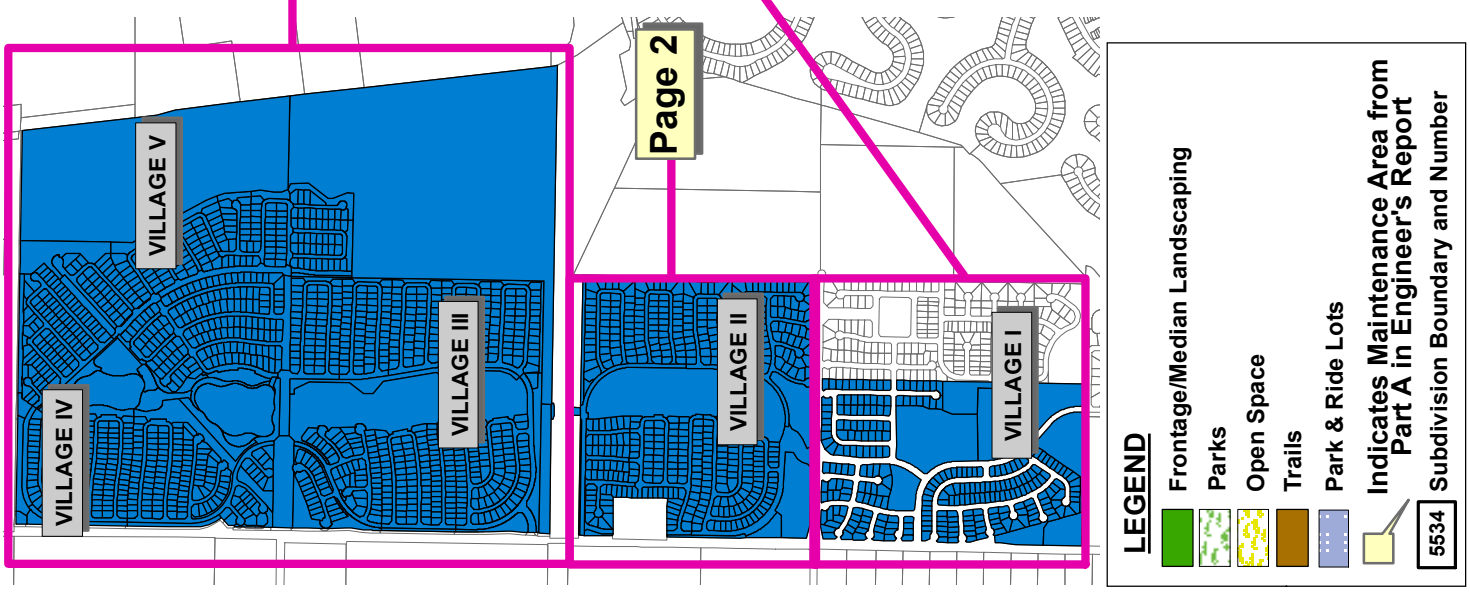 VILLAGE V
VILLAGE IV
VILLAGE III
Page 2
VILLAGE II
VILLAGE I
LEGEND
Frontage/Median Landscaping
Parks
Open Space
Trails
Park & Ride Lots
Indicates Maintenance Area from
Part A in Engineer's Report
5534 Subdivision Boundary and Number